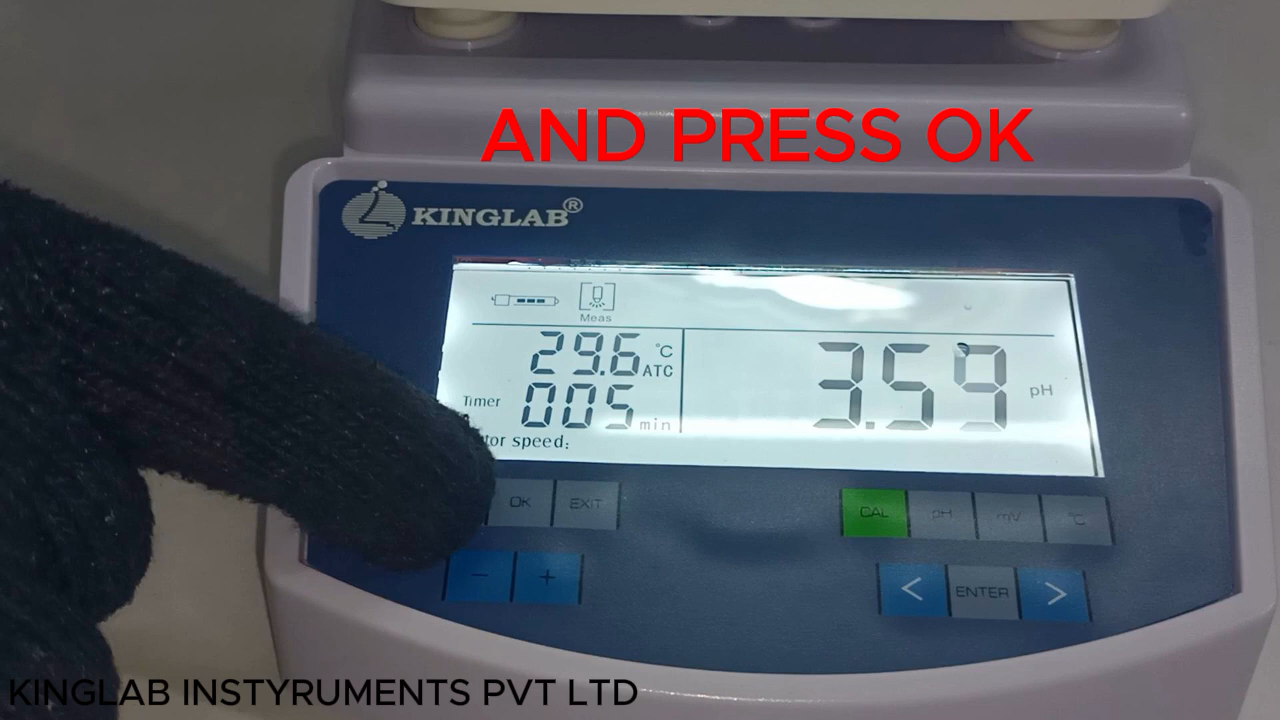 AND PRESS OK
KINGLAB®
Meas
29.6 °C
ATC
Timer 005 min
tor speed:
3.59 pH
OK EXIT
CAL pH mV °C
− +
< ENTER >
KINGLAB INSTYRUMENTS PVT LTD